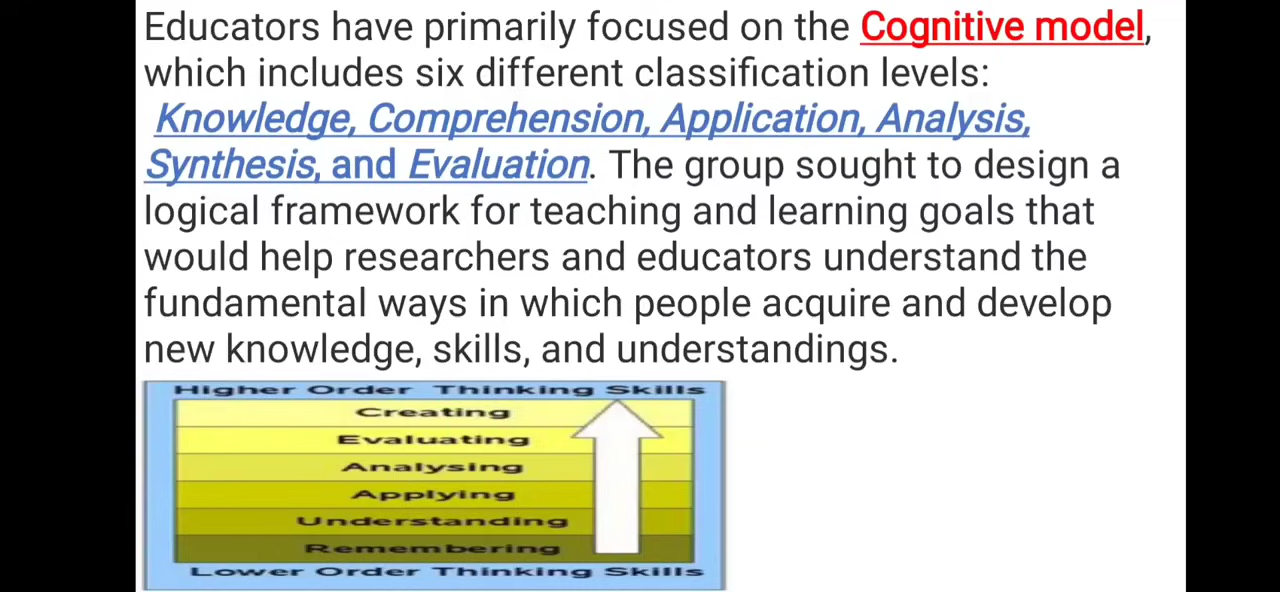 Educators have primarily focused on the Cognitive model,
which includes six different classification levels:
Knowledge, Comprehension, Application, Analysis,
Synthesis, and Evaluation. The group sought to design a
logical framework for teaching and learning goals that
would help researchers and educators understand the
fundamental ways in which people acquire and develop
new knowledge, skills, and understandings.
Higher Order Thinking Skills
Creating
Evaluating
Analysing
Applying
Understanding
Remembering
Lower Order Thinking Skills